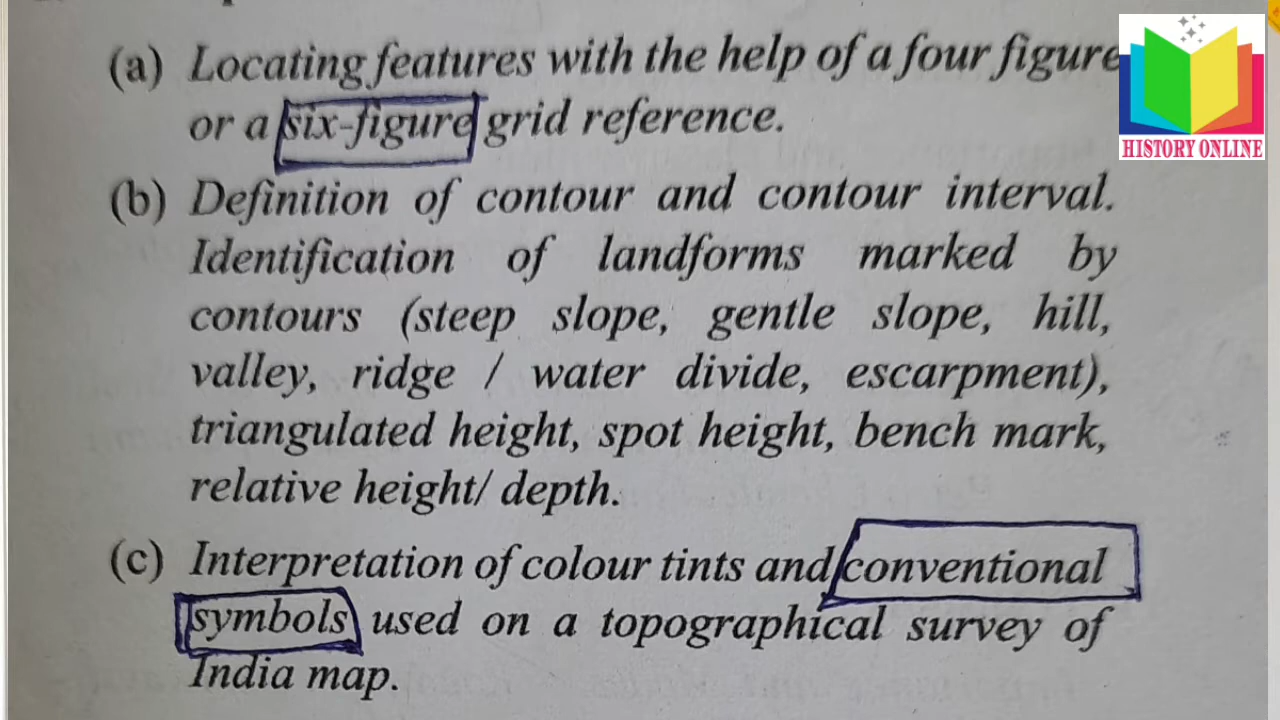 (a) Locating features with the help of a four figure
or a six-figure grid reference.
(b) Definition of contour and contour interval.
Identification of landforms marked by
contours (steep slope, gentle slope, hill,
valley, ridge / water divide, escarpment),
triangulated height, spot height, bench mark,
relative height/ depth.
(c) Interpretation of colour tints and conventional
symbols used on a topographical survey of
India map.
HISTORY ONLINE